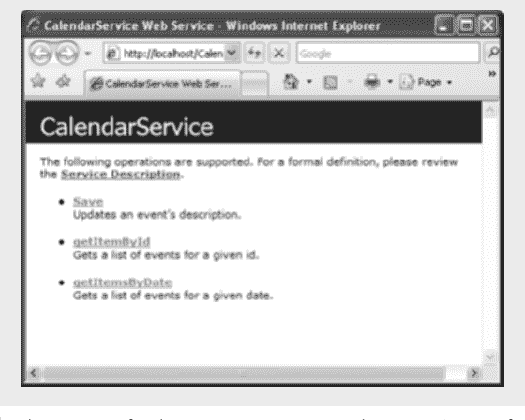 CalendarService Web Service - Windows Internet Explorer
http://localhost/Calen
Google
CalendarService Web Ser...
Page
CalendarService
The following operations are supported. For a formal definition, please review
the Service Description.
Save
Updates an event's description.
getItemById
Gets a list of events for a given id.
getItemsByDate
Gets a list of events for a given date.